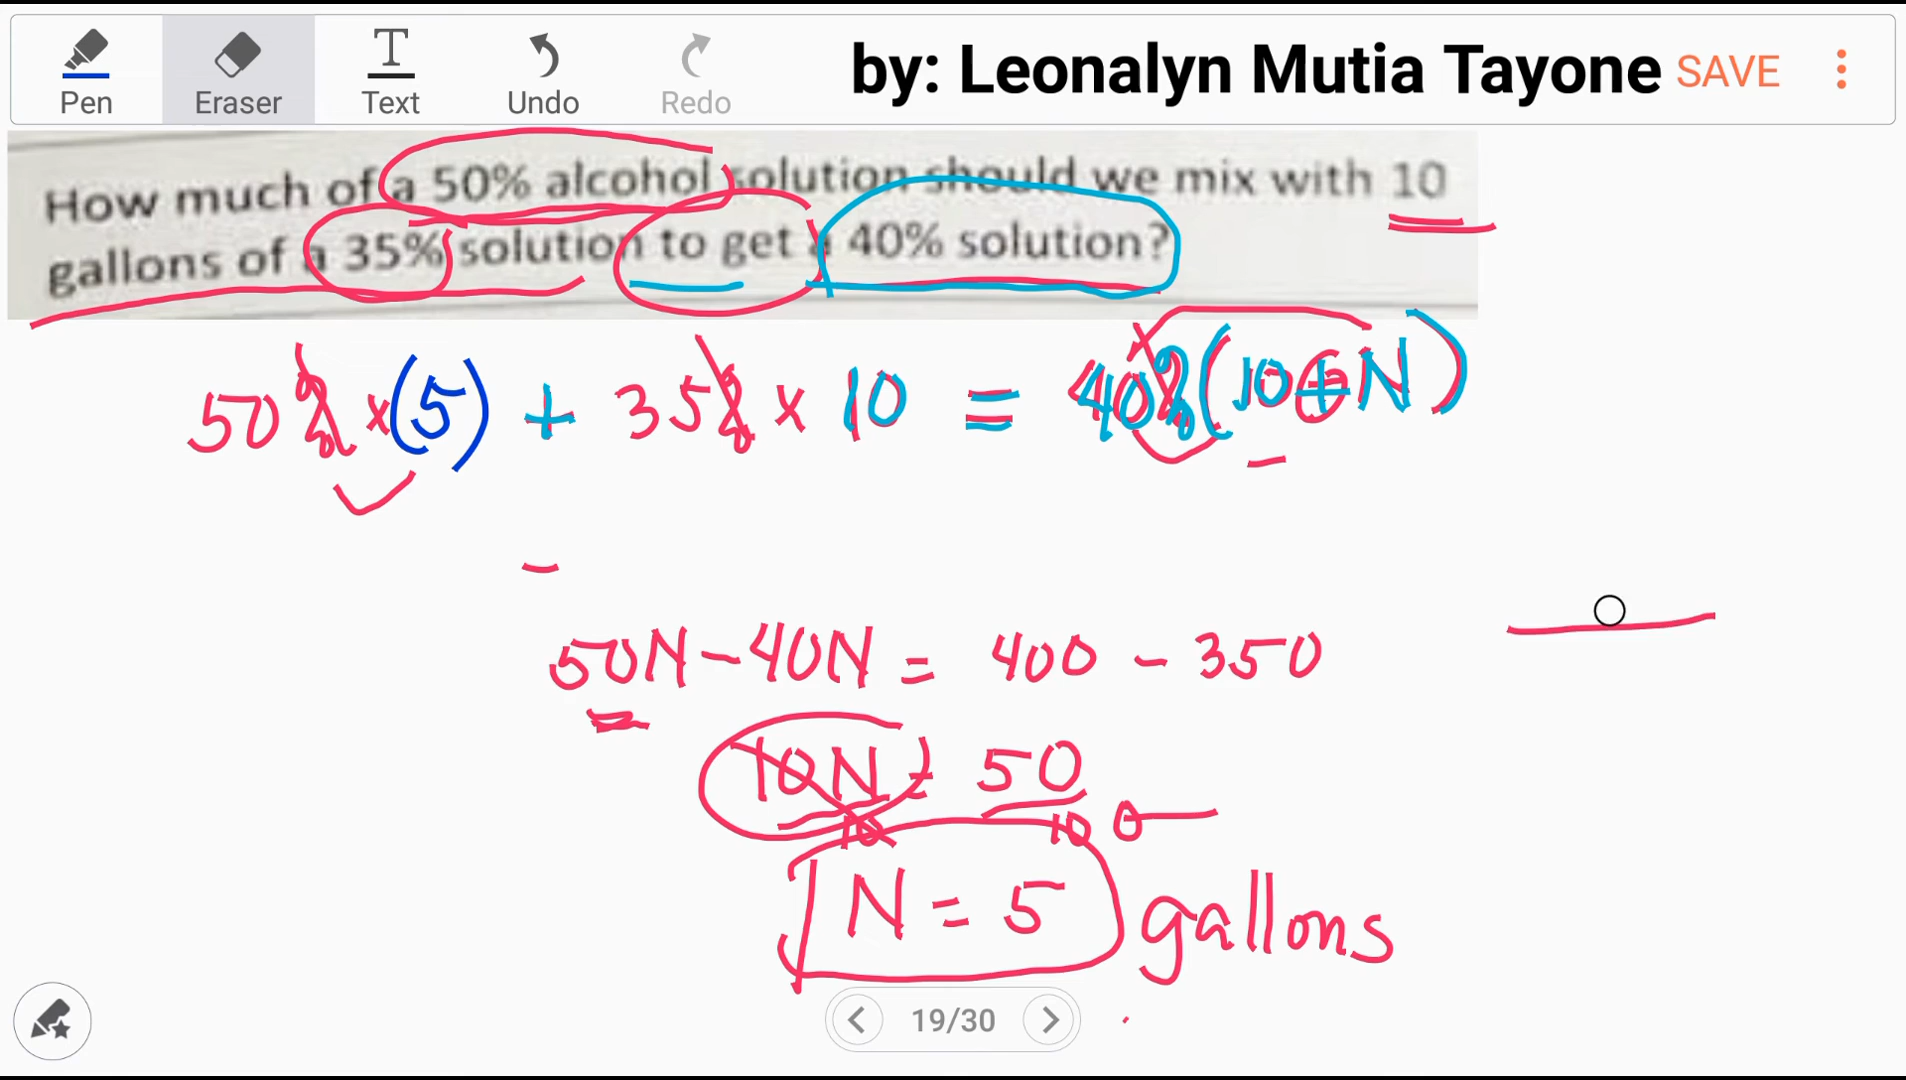 Pen Eraser Text Undo Redo by: Leonalyn Mutia Tayone SAVE
How much of a 50% alcohol solution should we mix with 10
gallons of a 35% solution to get a 40% solution?
50% x (5) + 35% x 10 = 40% (10 + N)
50N - 40N = 400 - 350
10N = 50
10 10
N = 5 gallons
19/30